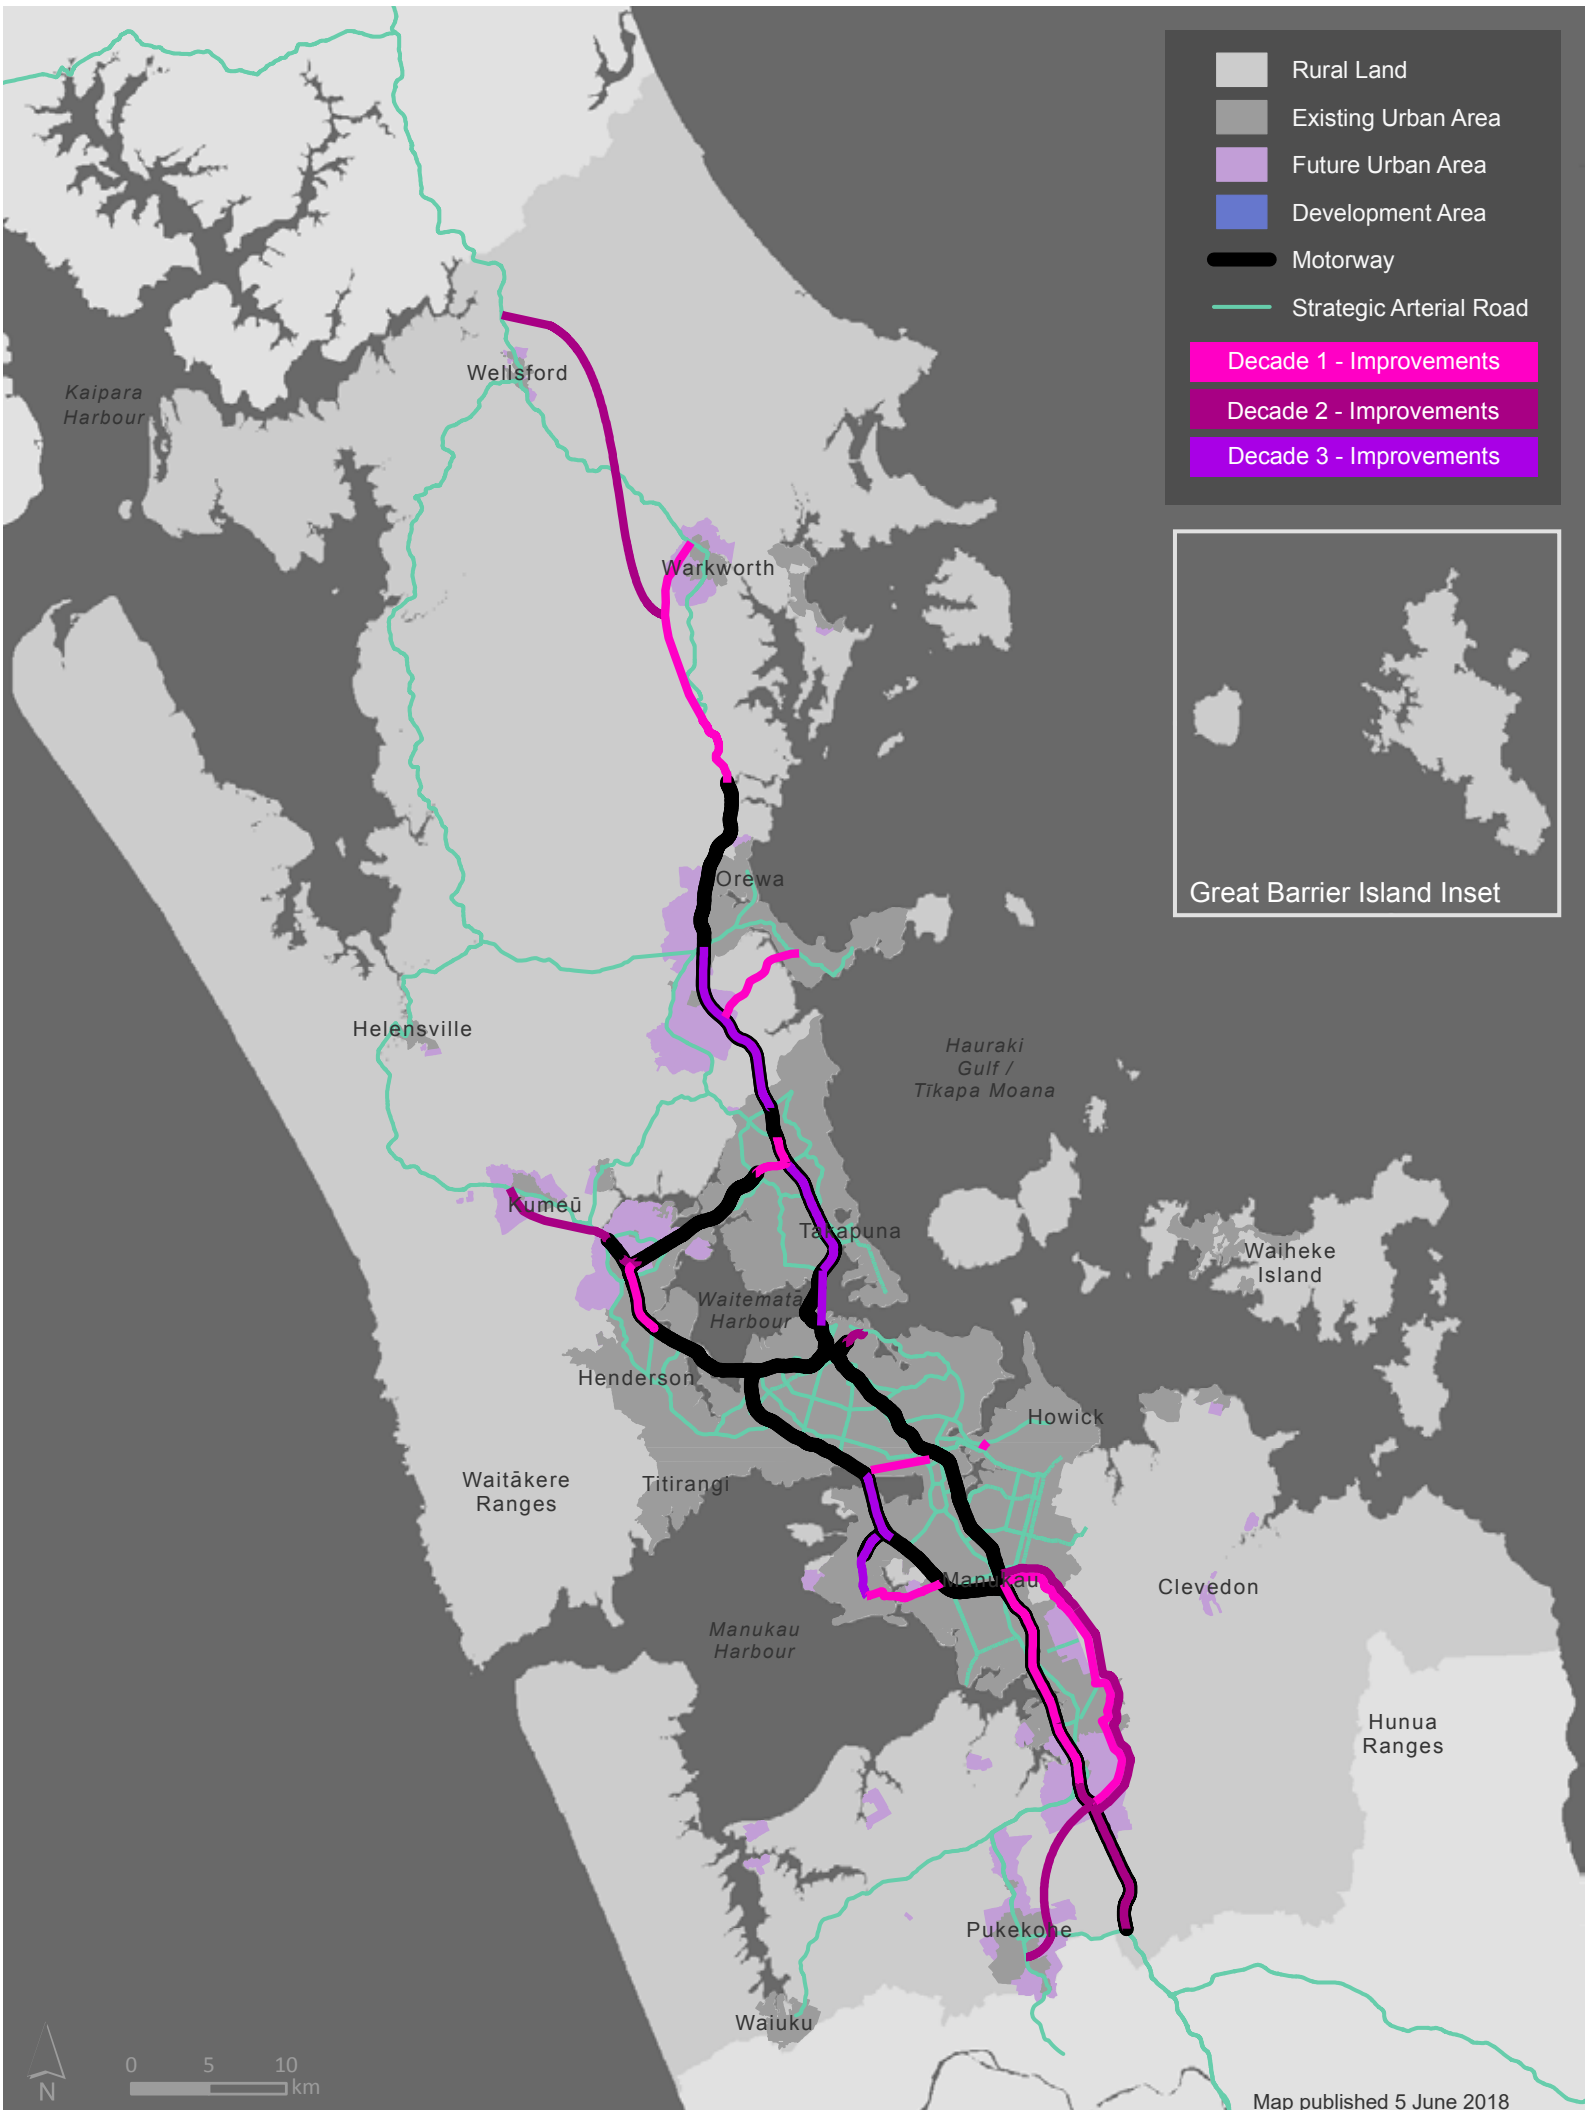 Rural Land
Existing Urban Area
Future Urban Area
Development Area
Motorway
Strategic Arterial Road
Decade 1 - Improvements
Decade 2 - Improvements
Decade 3 - Improvements
Wellsford
Kaipara
Harbour
Warkworth
Great Barrier Island Inset
Orewa
Helensville
Hauraki
Gulf /
Tīkapa Moana
Kumeū
Takapuna
Waiheke
Island
Waitematā
Harbour
Henderson
Howick
Waitākere
Ranges
Titirangi
Manukau
Clevedon
Manukau
Harbour
Hunua
Ranges
Pukekohe
Waiuku
0 5 10
km
N
Map published 5 June 2018